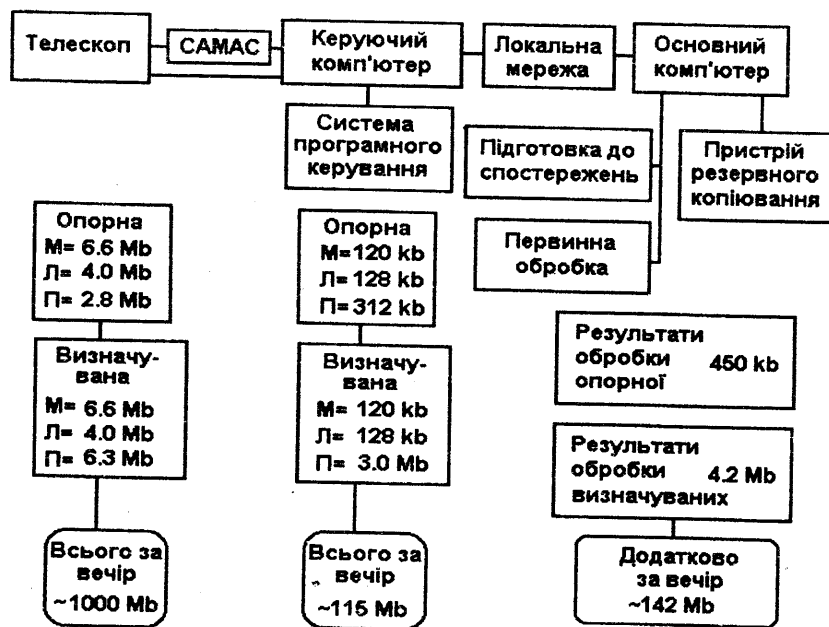 Телескоп
САМАС
Керуючий
комп'ютер
Локальна
мережа
Основний
комп'ютер
Система
програмного
керування
Підготовка до
спостережень
Пристрій
резервного
копіювання
Первинна
обробка
Опорна
М= 6.6 Mb
Л= 4.0 Mb
П= 2.8 Mb
Опорна
М= 120 kb
Л= 128 kb
П= 312 kb
Результати
обробки 450 kb
опорної
Визначу-
вана
М= 6.6 Mb
Л= 4.0 Mb
П= 6.3 Mb
Визначу-
вана
М= 120 kb
Л= 128 kb
П= 3.0 Mb
Результати
обробки 4.2 Mb
визначуваних
Всього за
вечір
~1000 Mb
Всього за
вечір
~115 Mb
Додатково
за вечір
~142 Mb